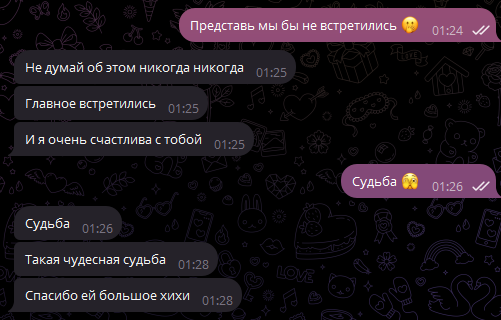 Представь мы бы не встретились 🤫 01:24
Не думай об этом никогда никогда 01:25
Главное встретились 01:25
И я очень счастлива с тобой 01:25
Судьба 🫣 01:26
Судьба 01:26
Такая чудесная судьба 01:28
Спасибо ей большое хихи 01:28